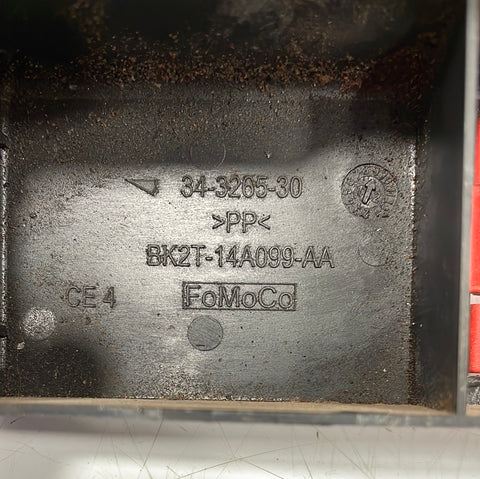 34-3265-30
>PP<
BK2T-14A099-AA
CE 4 FoMoCo